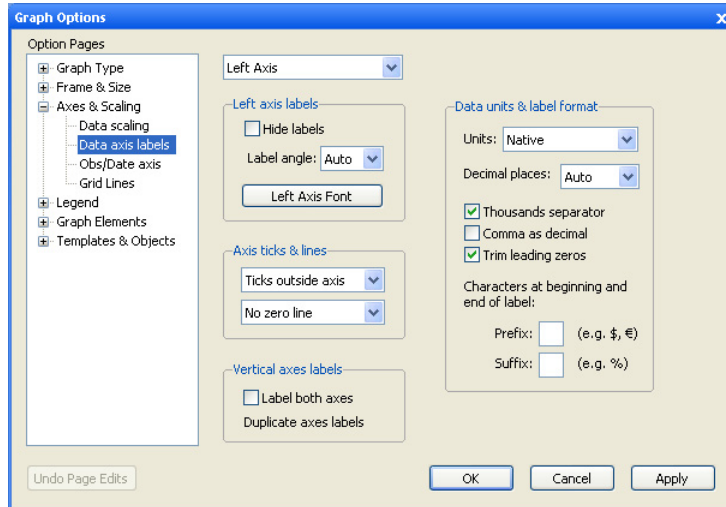 Graph Options
Option Pages
Graph Type
Frame & Size
Axes & Scaling
Data scaling
Data axis labels
Obs/Date axis
Grid Lines
Legend
Graph Elements
Templates & Objects
Left Axis
Left axis labels
Hide labels
Label angle: Auto
Left Axis Font
Axis ticks & lines
Ticks outside axis
No zero line
Vertical axes labels
Label both axes
Duplicate axes labels
Data units & label format
Units: Native
Decimal places: Auto
Thousands separator
Comma as decimal
Trim leading zeros
Characters at beginning and
end of label:
Prefix: (e.g. $, €)
Suffix: (e.g. %)
Undo Page Edits
OK
Cancel
Apply